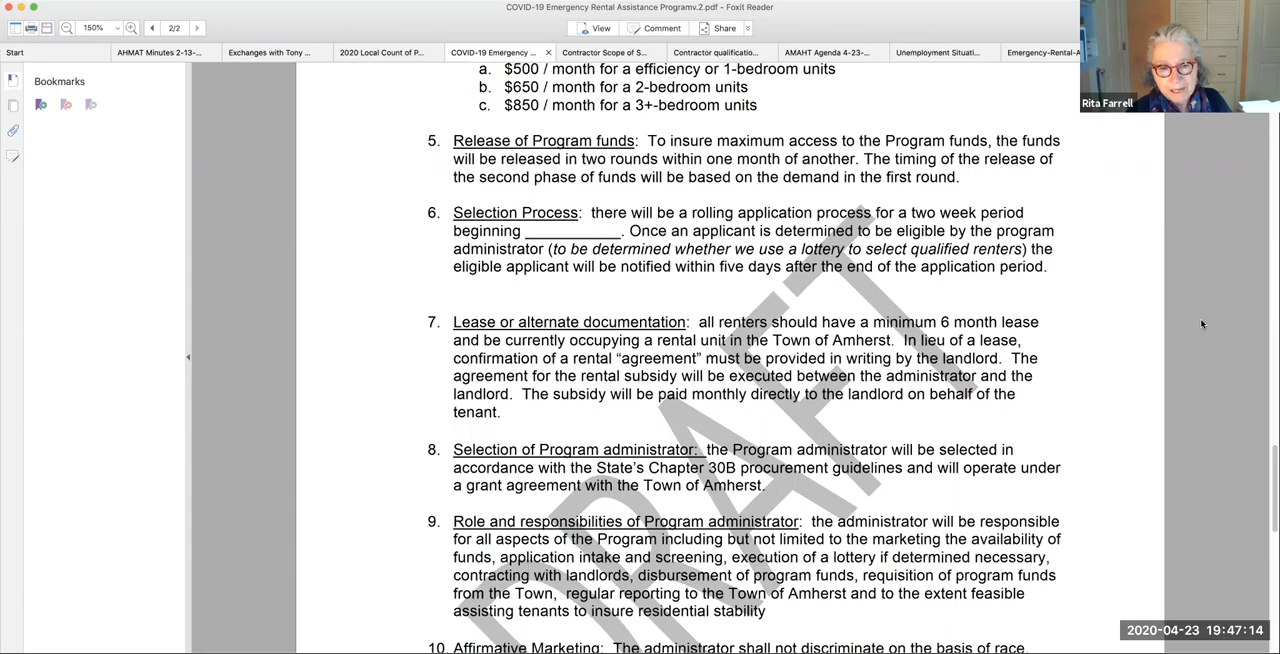 COVID-19 Emergency Rental Assistance Programv.2.pdf - Foxit Reader
150%
2/2
View
Comment
Share
Start
AHMAT Minutes 2-13-...
Exchanges with Tony ...
2020 Local Count of P...
COVID-19 Emergency ...
Contractor Scope of S...
Contractor qualificatio...
AMAHT Agenda 4-23-...
Unemployment Situati...
Emergency-Rental-A
Rita Farrell
Bookmarks
a. $500 / month for a efficiency or 1-bedroom units
b. $650 / month for a 2-bedroom units
c. $850 / month for a 3+-bedroom units
5. Release of Program funds: To insure maximum access to the Program funds, the funds
will be released in two rounds within one month of another. The timing of the release of
the second phase of funds will be based on the demand in the first round.
6. Selection Process: there will be a rolling application process for a two week period
beginning ____________. Once an applicant is determined to be eligible by the program
administrator (to be determined whether we use a lottery to select qualified renters) the
eligible applicant will be notified within five days after the end of the application period.
7. Lease or alternate documentation: all renters should have a minimum 6 month lease
and be currently occupying a rental unit in the Town of Amherst. In lieu of a lease,
confirmation of a rental “agreement” must be provided in writing by the landlord. The
agreement for the rental subsidy will be executed between the administrator and the
landlord. The subsidy will be paid monthly directly to the landlord on behalf of the
tenant.
8. Selection of Program administrator: the Program administrator will be selected in
accordance with the State's Chapter 30B procurement guidelines and will operate under
a grant agreement with the Town of Amherst.
9. Role and responsibilities of Program administrator: the administrator will be responsible
for all aspects of the Program including but not limited to the marketing the availability of
funds, application intake and screening, execution of a lottery if determined necessary,
contracting with landlords, disbursement of program funds, requisition of program funds
from the Town, regular reporting to the Town of Amherst and to the extent feasible
assisting tenants to insure residential stability
10. Affirmative Marketing: The administrator shall not discriminate on the basis of race,
DRAFT
2020-04-23 19:47:14